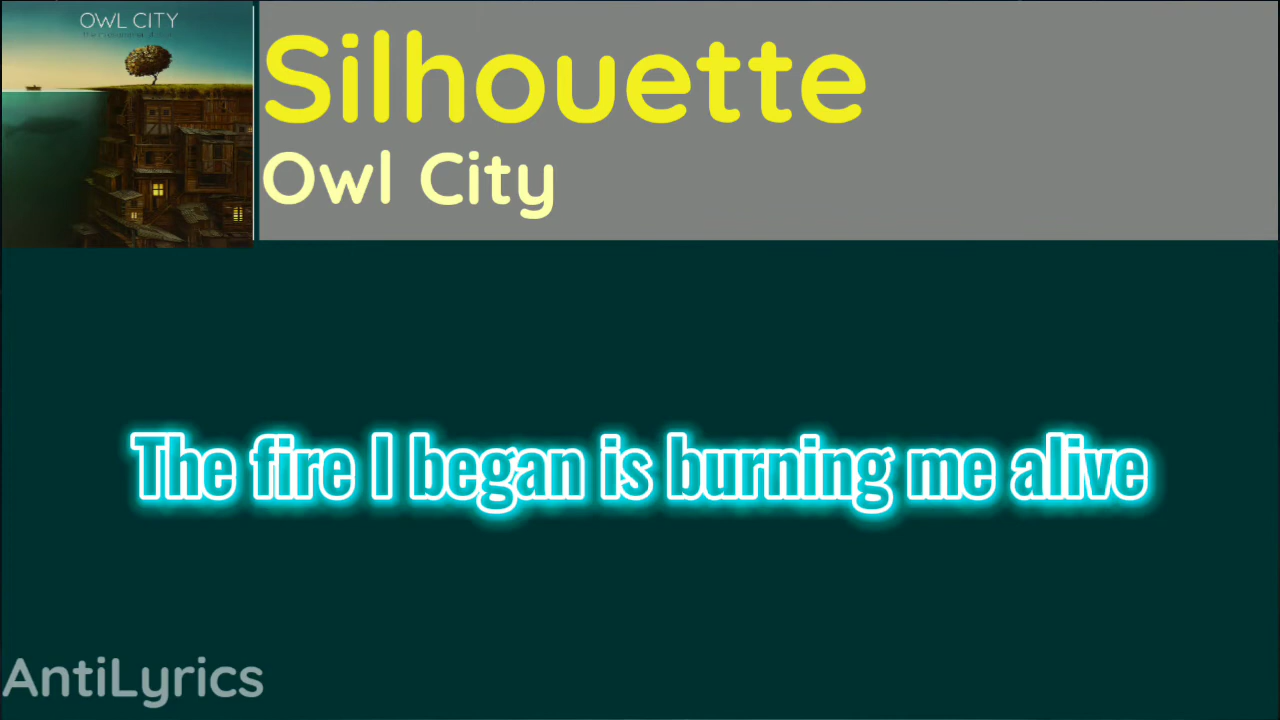 OWL CITY
Silhouette
Owl City
The fire I began is burning me alive
AntiLyrics